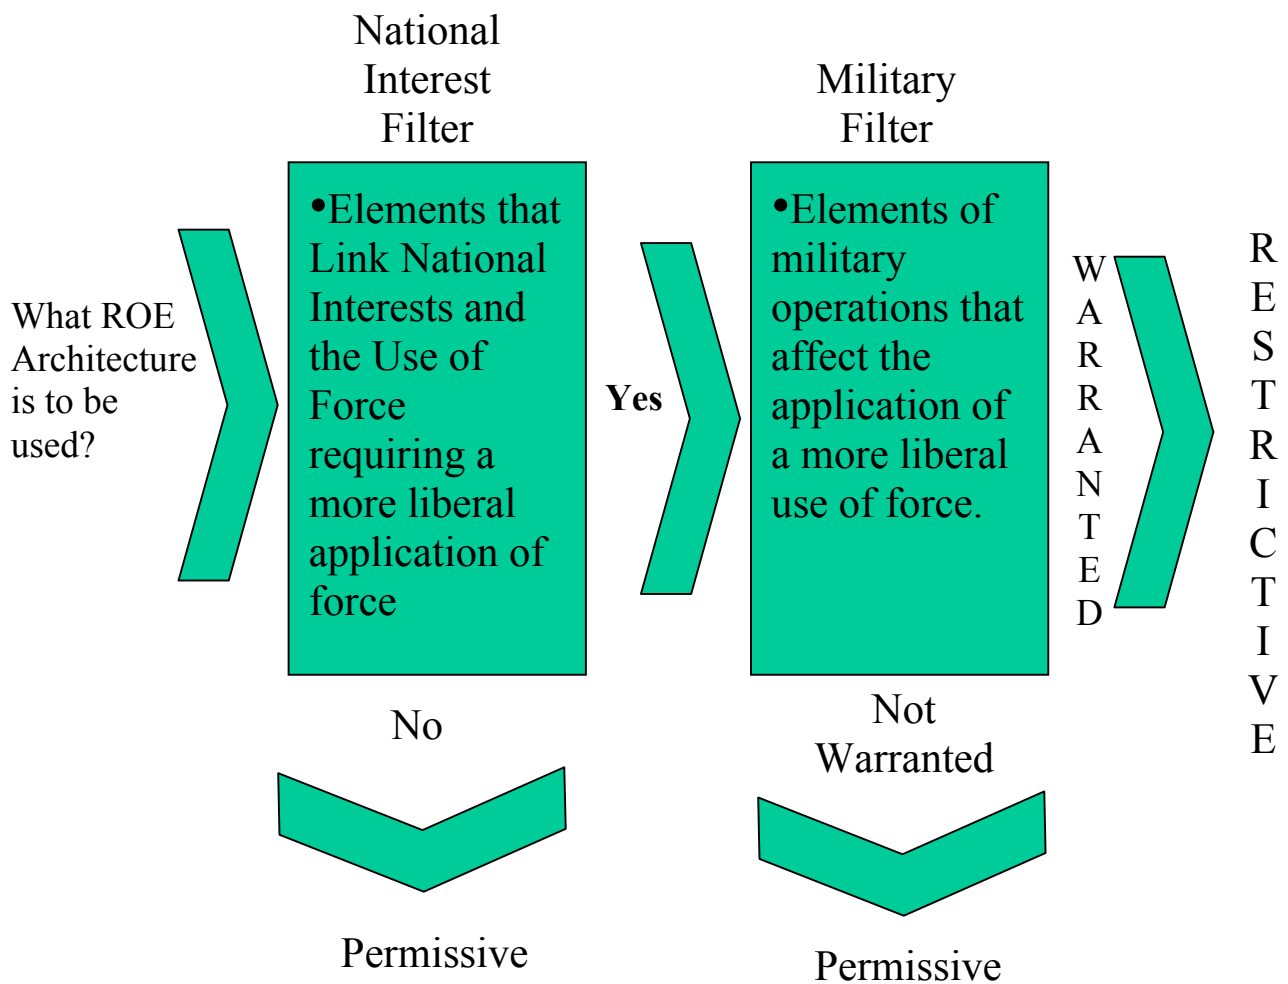 National
Interest
Filter
Military
Filter
What ROE
Architecture
is to be
used?
•Elements that
Link National
Interests and
the Use of
Force
requiring a
more liberal
application of
force
Yes
•Elements of
military
operations that
affect the
application of
a more liberal
use of force.
WARRANTED
RESTRICTIVE
No
Not
Warranted
Permissive
Permissive